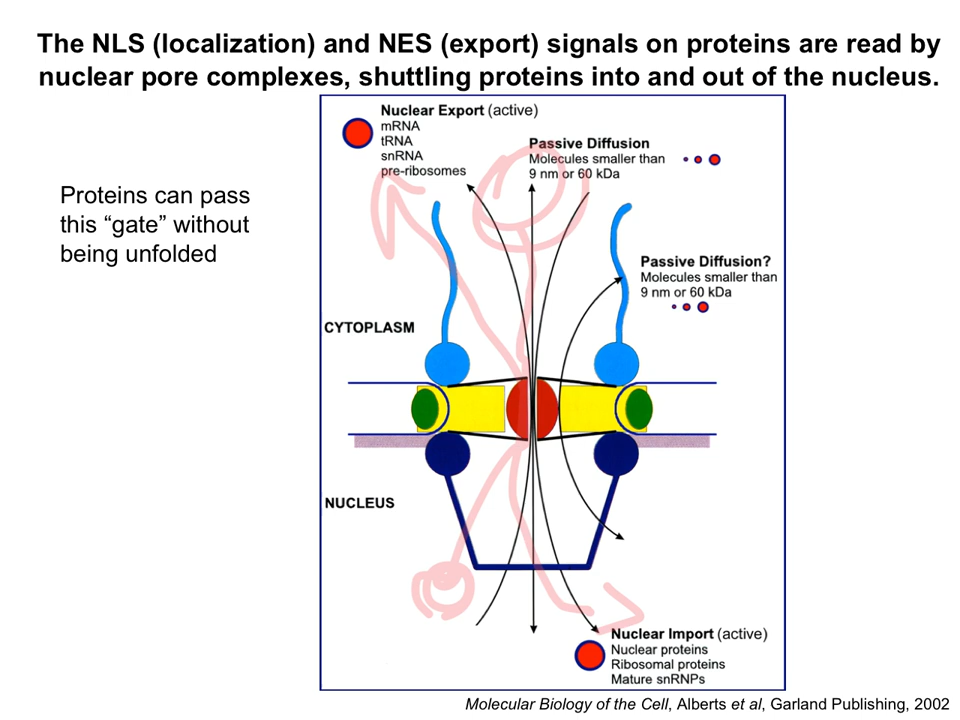 The NLS (localization) and NES (export) signals on proteins are read by
nuclear pore complexes, shuttling proteins into and out of the nucleus.
Proteins can pass
this “gate” without
being unfolded
Nuclear Export (active)
mRNA
tRNA
snRNA
pre-ribosomes
Passive Diffusion
Molecules smaller than
9 nm or 60 kDa
Passive Diffusion?
Molecules smaller than
9 nm or 60 kDa
CYTOPLASM
NUCLEUS
Nuclear Import (active)
Nuclear proteins
Ribosomal proteins
Mature snRNPs
Molecular Biology of the Cell, Alberts et al, Garland Publishing, 2002